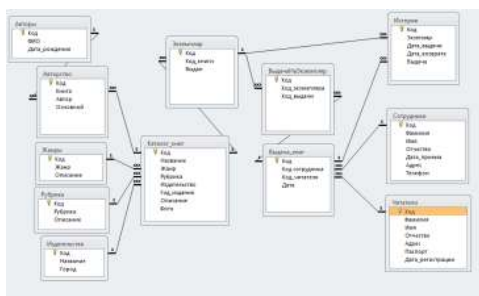 Авторы
Код
ФИО
Дата_рождения
Авторство
Код
Книга
Автор
Основной
Жанры
Код
Жанр
Описание
Рубрика
Код
Рубрика
Описание
Издательство
Код
Название
Город
Экземпляр
Код
Код_книги
Выдан
Каталог_книг
Код
Название
Жанр
Рубрика
Издательство
Год_издания
Описание
Фото
ВыдачаНаЭкземпляр
Код
Код_экземпляра
Код_выдачи
Выдача_книг
Код
Код_сотрудника
Код_читателя
Дата
История
Код
Экземпляр
Дата_выдачи
Дата_возврата
Выдача
Сотрудники
Код
Фамилия
Имя
Отчество
Дата_приема
Адрес
Телефон
Читатели
Код
Фамилия
Имя
Отчество
Адрес
Паспорт
Дата_регистрации